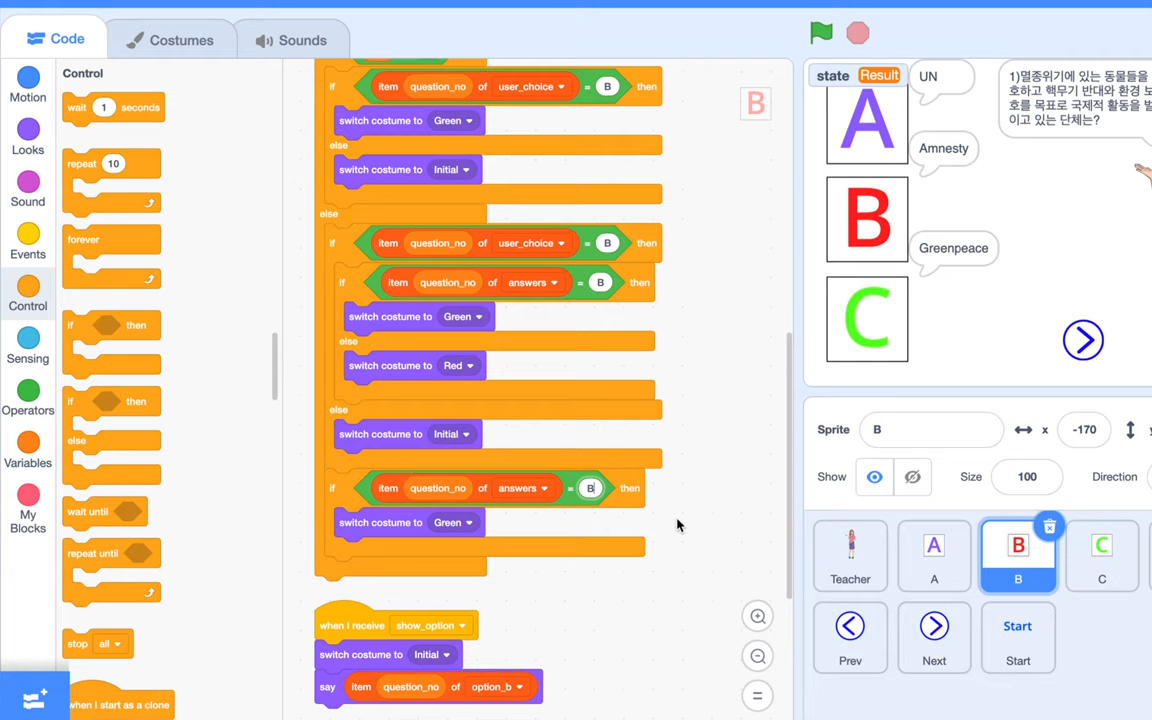 Code
Costumes
Sounds
Motion
Looks
Sound
Events
Control
Sensing
Operators
Variables
My
Blocks
Control
wait 1 seconds
repeat 10
forever
if then
if then
else
wait until
repeat until
stop all
when I start as a clone
if item question_no of user_choice = B then
switch costume to Green
else
switch costume to Initial
else
if item question_no of user_choice = B then
if item question_no of answers = B then
switch costume to Green
else
switch costume to Red
else
switch costume to Initial
if item question_no of answers = B then
switch costume to Green
when I receive show_option
switch costume to Initial
say item question_no of option_b
B
state Result
UN
A
Amnesty
B
Greenpeace
C
1)멸종위기에 있는 동물들을
호하고 핵무기 반대와 환경 보
호를 목표로 국제적 활동을 벌
이고 있는 단체는?
Sprite B x -170 y
Show Size 100 Direction
Teacher
A
A
B
B
C
C
Prev
Next
Start
Start